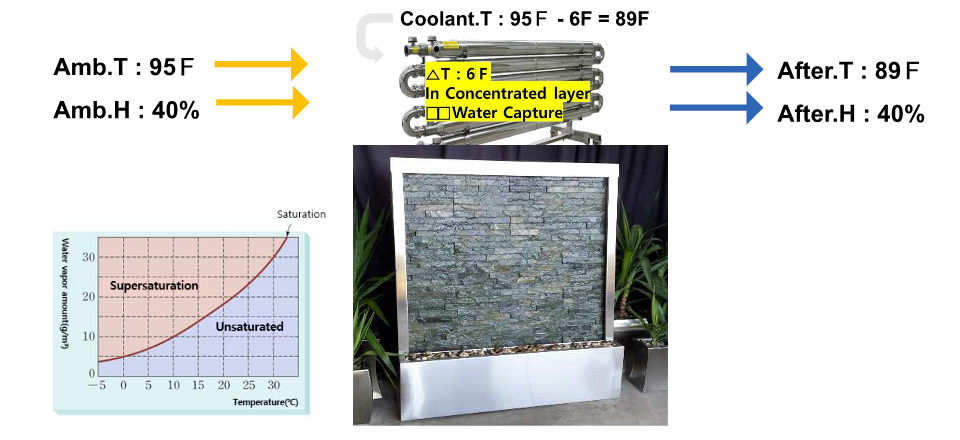 Coolant.T : 95F - 6F = 89F
Amb.T : 95F
Amb.H : 40%
△T : 6F
In Concentrated layer
□□Water Capture
After.T : 89F
After.H : 40%
Saturation
Water vapor amount(g/m³)
30
20
10
0
Supersaturation
Unsaturated
−5 0 5 10 15 20 25 30
Temperature(℃)